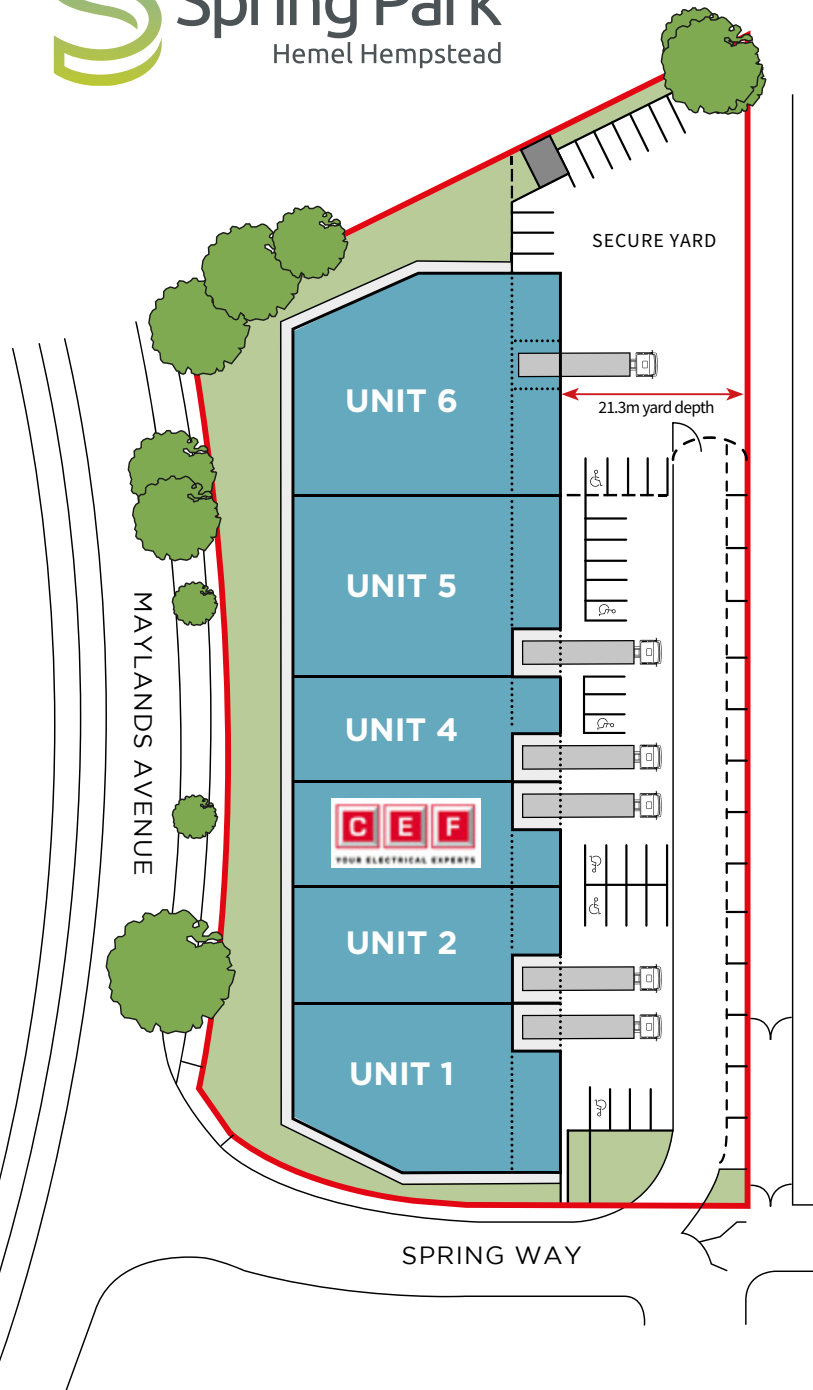 Spring Park
Hemel Hempstead
SECURE YARD
UNIT 6
21.3m yard depth
UNIT 5
MAYLANDS AVENUE
UNIT 4
CEF
YOUR ELECTRICAL EXPERTS
UNIT 2
UNIT 1
SPRING WAY